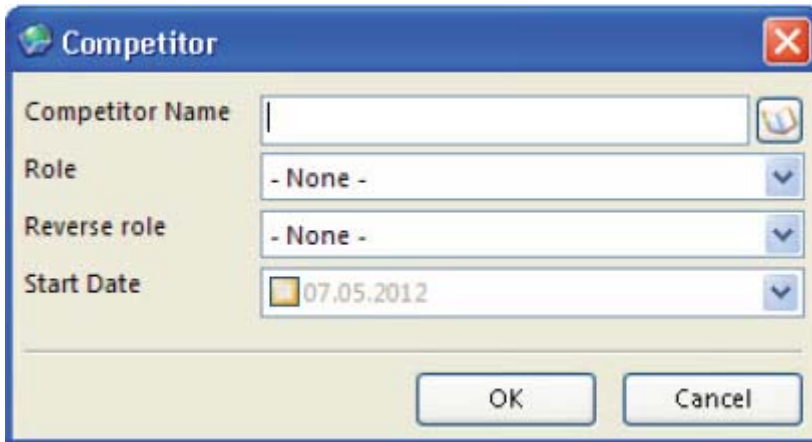 Competitor
Competitor Name
Role - None -
Reverse role - None -
Start Date 07.05.2012
OK Cancel